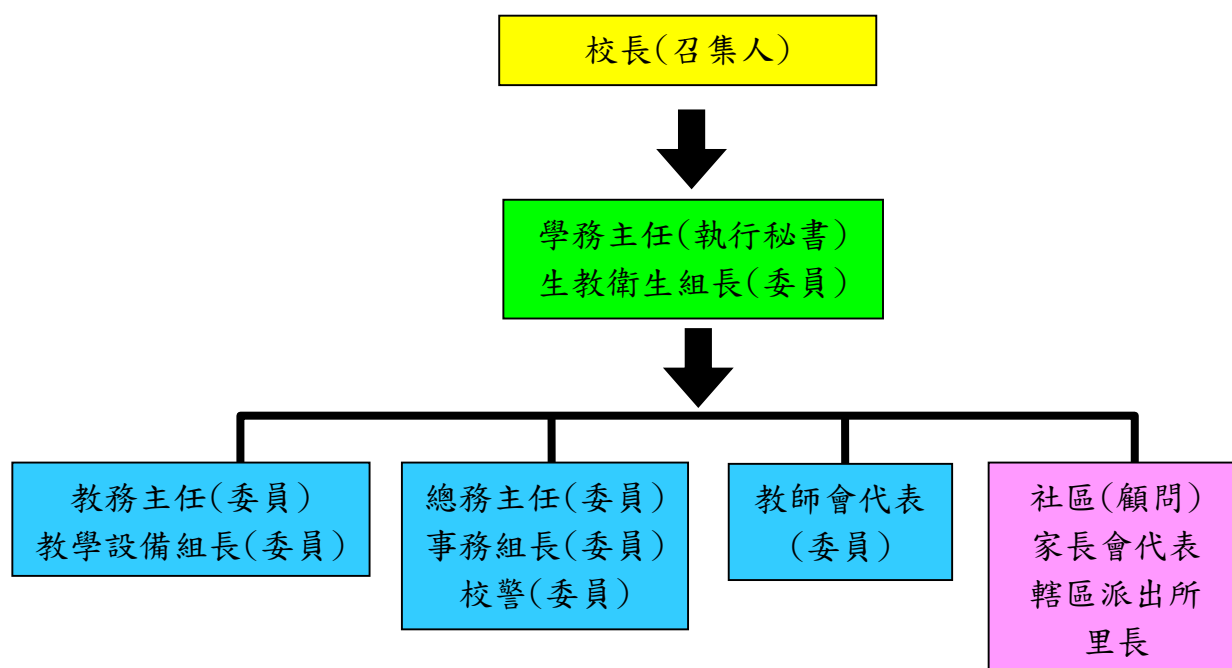 校長(召集人)
學務主任(執行秘書)
生教衛生組長(委員)
教務主任(委員)
教學設備組長(委員)
總務主任(委員)
事務組長(委員)
校警(委員)
教師會代表
(委員)
社區(顧問)
家長會代表
轄區派出所
里長